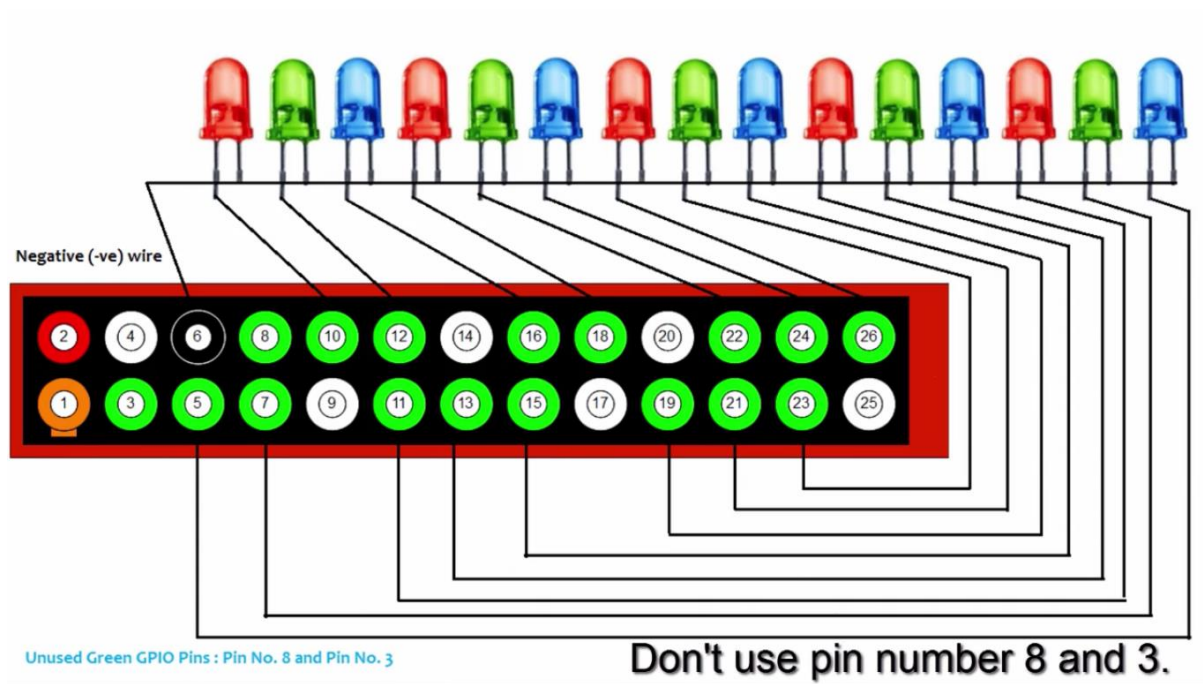 Negative (-ve) wire
2 4 6 8 10 12 14 16 18 20 22 24 26
1 3 5 7 9 11 13 15 17 19 21 23 25
Unused Green GPIO Pins : Pin No. 8 and Pin No. 3
Don't use pin number 8 and 3.